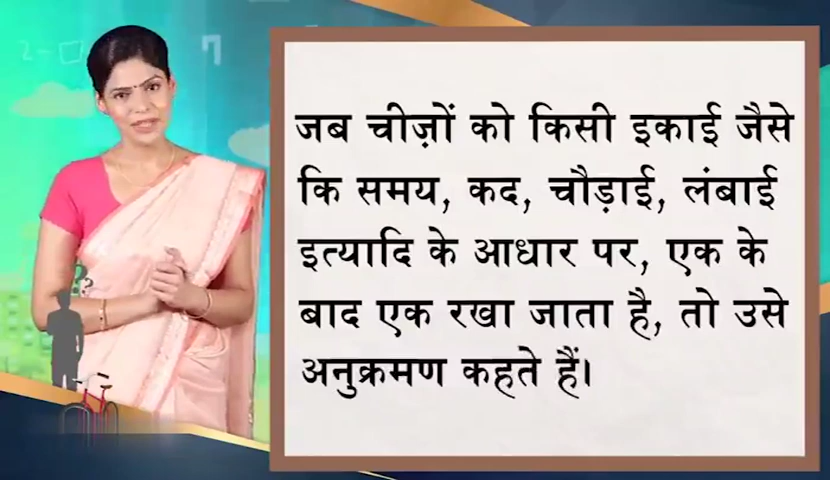 जब चीज़ों को किसी इकाई जैसे
कि समय, कद, चौड़ाई, लंबाई
इत्यादि के आधार पर, एक के
बाद एक रखा जाता है, तो उसे
अनुक्रमण कहते हैं।